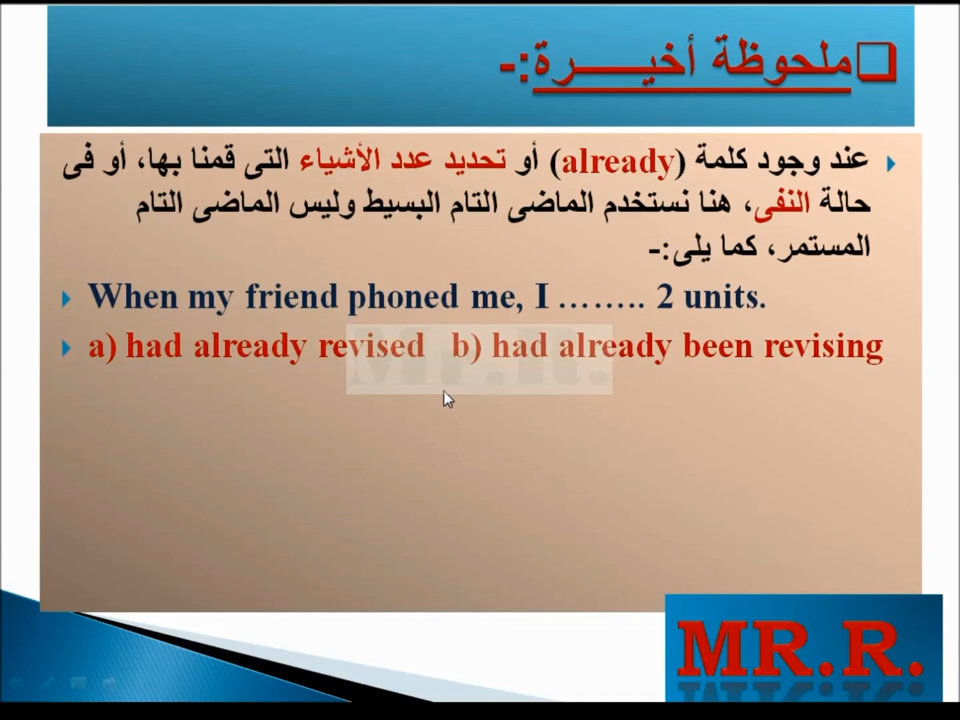 ملحوظة أخيـــــرة:-
عند وجود كلمة (already) أو تحديد عدد الأشياء التى قمنا بها، أو فى
حالة النفى، هنا نستخدم الماضى التام البسيط وليس الماضى التام
المستمر، كما يلى:-
When my friend phoned me, I …….. 2 units.
a) had already revised b) had already been revising
Mr.R.
MR.R.